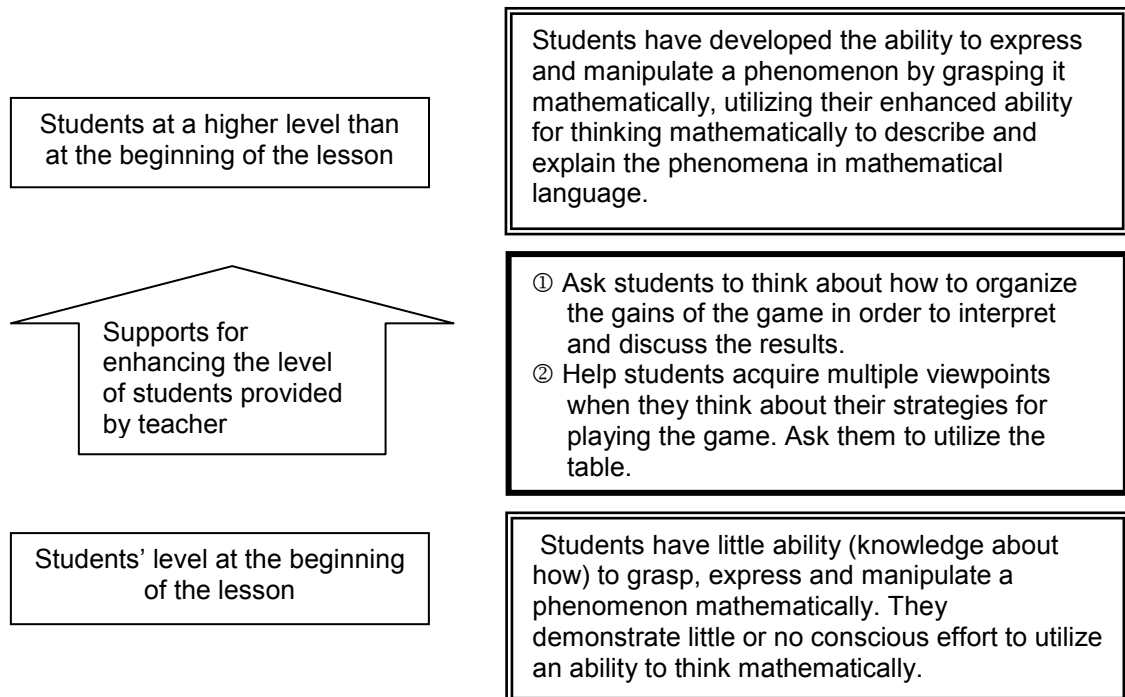 Students at a higher level than
at the beginning of the lesson
Students have developed the ability to express
and manipulate a phenomenon by grasping it
mathematically, utilizing their enhanced ability
for thinking mathematically to describe and
explain the phenomena in mathematical
language.
Supports for
enhancing the level
of students provided
by teacher
① Ask students to think about how to organize
the gains of the game in order to interpret
and discuss the results.
② Help students acquire multiple viewpoints
when they think about their strategies for
playing the game. Ask them to utilize the
table.
Students’ level at the beginning
of the lesson
Students have little ability (knowledge about
how) to grasp, express and manipulate a
phenomenon mathematically. They
demonstrate little or no conscious effort to utilize
an ability to think mathematically.